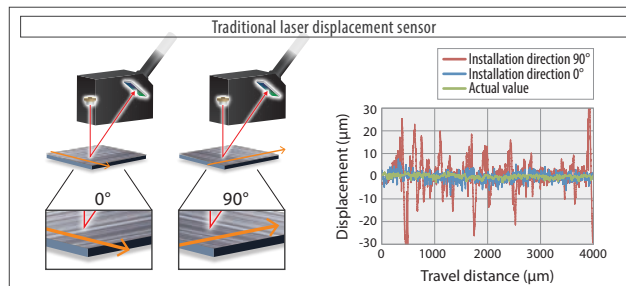 Traditional laser displacement sensor
0°
90°
Installation direction 90°
Installation direction 0°
Actual value
Displacement (μm)
30
20
10
0
-10
-20
-30
0
1000
2000
3000
4000
Travel distance (μm)